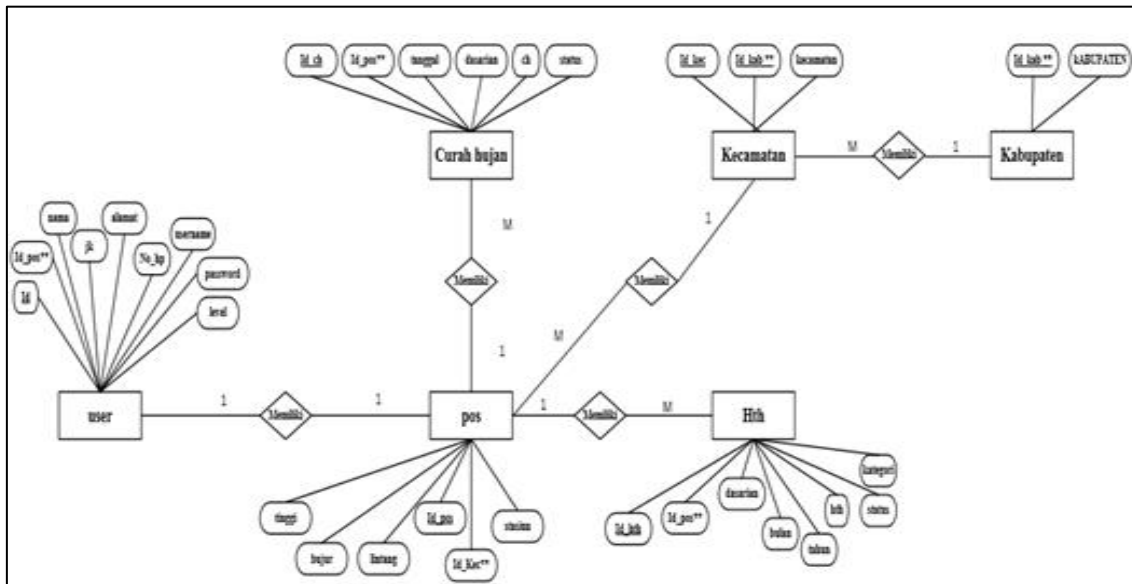 Id_ch
Id_pos**
tanggal
dasarian
ch
status
Id_kec
Id_kab**
kecamatan
Id_kab**
kABUPATEN
Curah hujan
Kecamatan
M
Memiliki
1
Kabupaten
nama
alamat
username
Id_pos**
jk
No_hp
password
Id
level
M
1
Memiliki
Memiliki
M
1
user
1
Memiliki
1
pos
1
Memiliki
M
Hth
tinggi
bujur
lintang
Id_pos
Id_Kec**
stasiun
Id_hth
Id_pos**
dasarian
bulan
tahun
hth
status
kategori